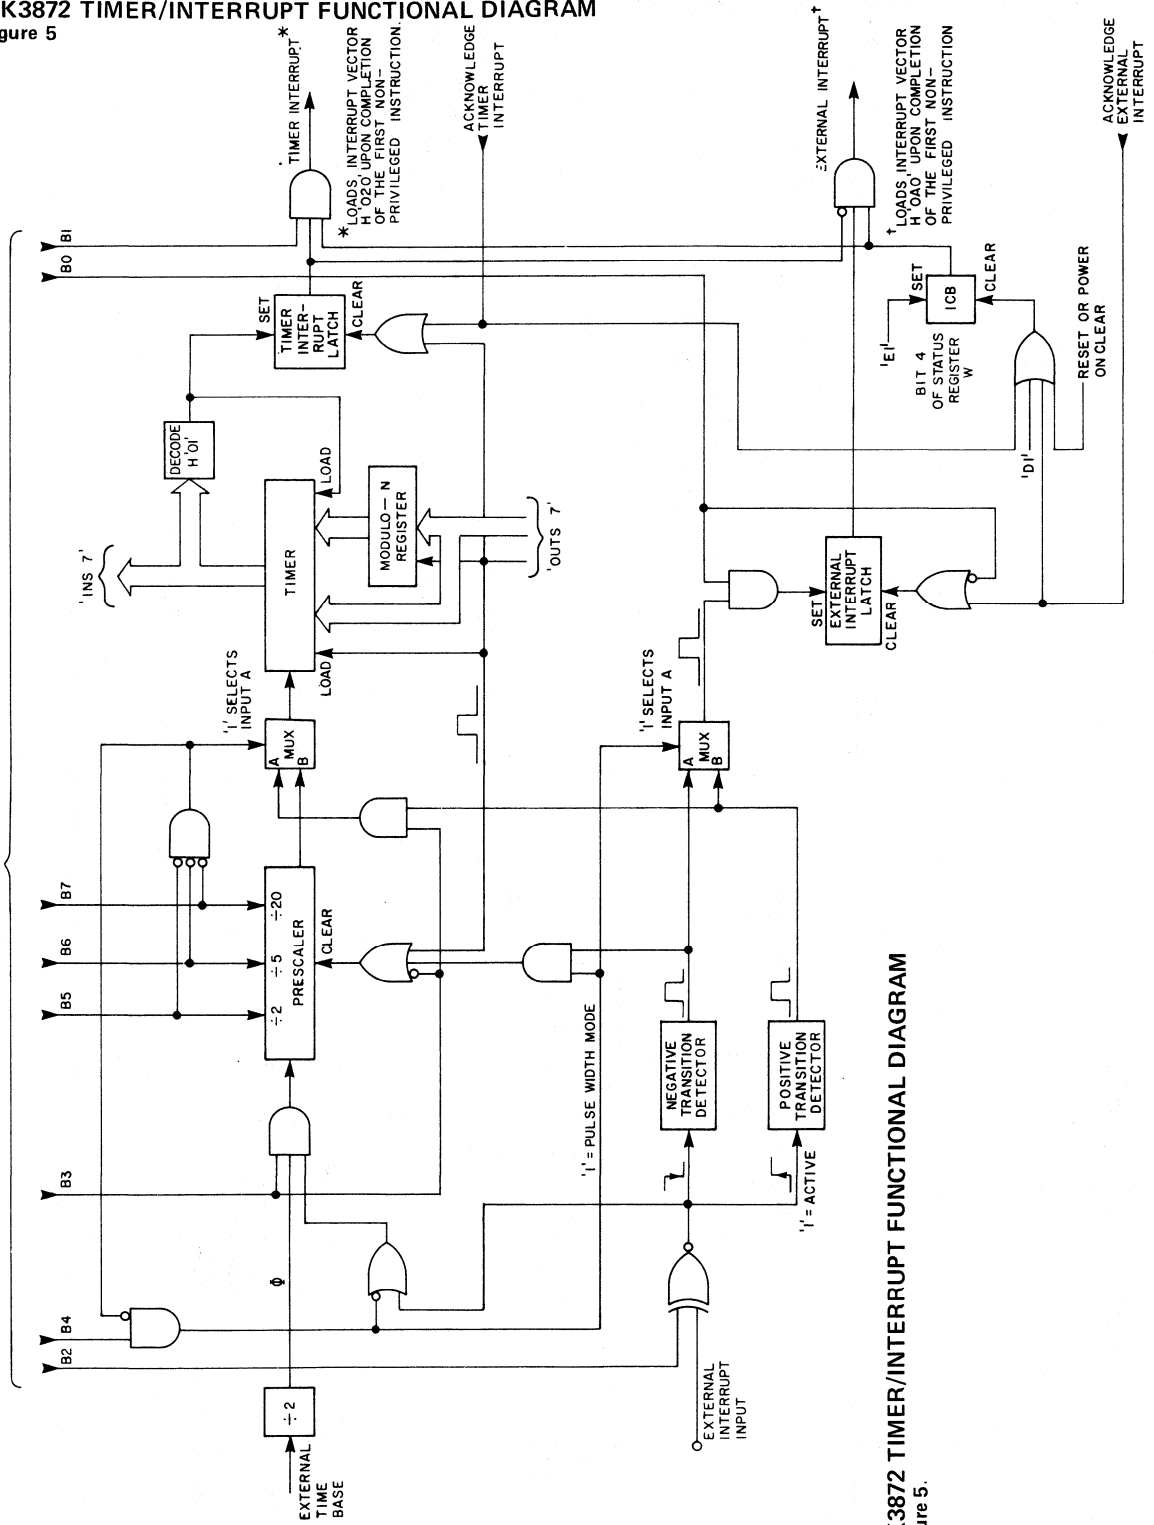 K3872 TIMER/INTERRUPT FUNCTIONAL DIAGRAM
gure 5
TIMER INTERRUPT*
*LOADS INTERRUPT VECTOR
H'020' UPON COMPLETION
OF THE FIRST NON-
PRIVILEGED INSTRUCTION.
ACKNOWLEDGE
TIMER
INTERRUPT
EXTERNAL INTERRUPT†
†LOADS INTERRUPT VECTOR
H'0A0' UPON COMPLETION
OF THE FIRST NON-
PRIVILEGED INSTRUCTION
ACKNOWLEDGE
EXTERNAL
INTERRUPT
B1
B0
SET
TIMER
INTER-
RUPT
LATCH
CLEAR
'EI'
SET
ICB
CLEAR
BIT 4
OF STATUS
REGISTER
W
RESET OR POWER
ON CLEAR
'DI'
DECODE
H'01'
'INS 7'
TIMER
LOAD
LOAD
MODULO-N
REGISTER
'OUTS 7'
SET
EXTERNAL
INTERRUPT
LATCH
CLEAR
'1' SELECTS
INPUT A
A
MUX
B
'1' SELECTS
INPUT A
A
MUX
B
B7
B6
B5
÷20
÷5
÷2
PRESCALER
CLEAR
'1' = PULSE WIDTH MODE
NEGATIVE
TRANSITION
DETECTOR
POSITIVE
TRANSITION
DETECTOR
'1' = ACTIVE
B3
Φ
B4
B2
÷2
EXTERNAL
TIME
BASE
EXTERNAL
INTERRUPT
INPUT
K3872 TIMER/INTERRUPT FUNCTIONAL DIAGRAM
ure 5.